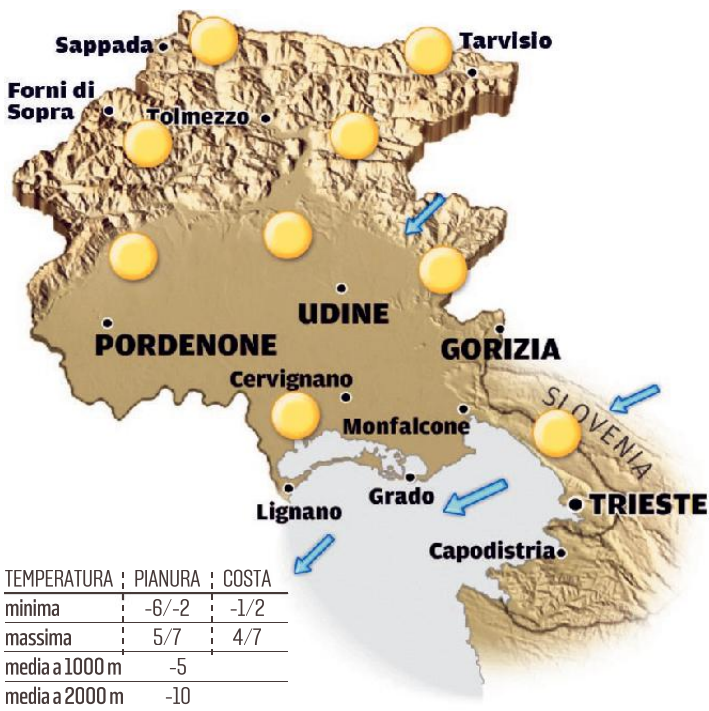 Sappada
Tarvisio
Forni di
Sopra
Tolmezzo
UDINE
PORDENONE
GORIZIA
Cervignano
SLOVENIA
Monfalcone
Grado
Lignano
TRIESTE
Capodistria
TEMPERATURA PIANURA COSTA
minima -6/-2 -1/2
massima 5/7 4/7
media a 1000 m -5
media a 2000 m -10